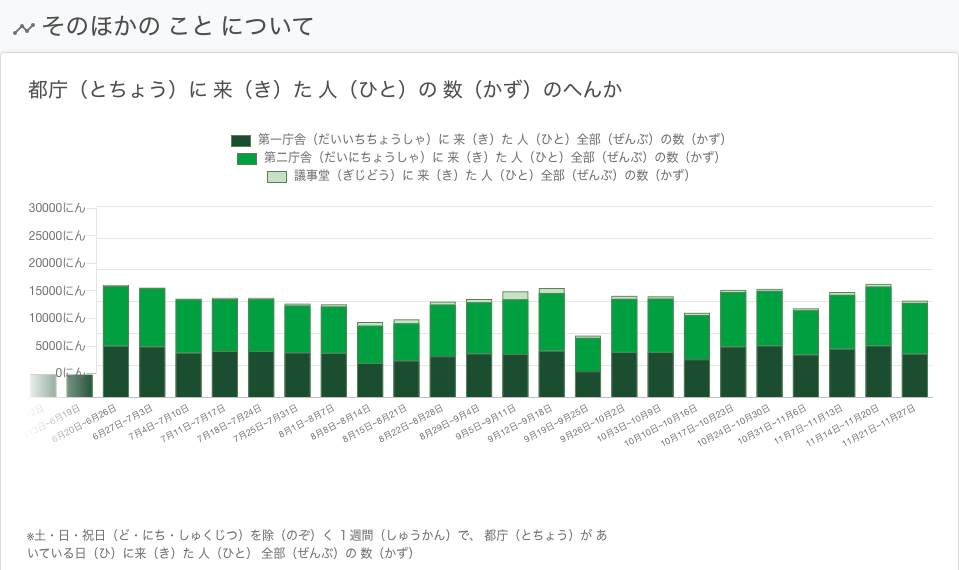 そのほかの こと について
都庁（とちょう）に 来（き）た 人（ひと）の 数（かず）のへんか
第一庁舎（だいいちちょうしゃ）に 来（き）た 人（ひと）全部（ぜんぶ）の数（かず）
第二庁舎（だいにちょうしゃ）に 来（き）た 人（ひと）全部（ぜんぶ）の数（かず）
議事堂（ぎじどう）に 来（き）た 人（ひと）全部（ぜんぶ）の数（かず）
30000にん
25000にん
20000にん
15000にん
10000にん
5000にん
0にん
6月20日~6月26日
6月27日~7月3日
7月4日~7月10日
7月11日~7月17日
7月18日~7月24日
7月25日~7月31日
8月1日~8月7日
8月8日~8月14日
8月15日~8月21日
8月22日~8月28日
8月29日~9月4日
9月5日~9月11日
9月12日~9月18日
9月19日~9月25日
9月26日~10月2日
10月3日~10月9日
10月10日~10月16日
10月17日~10月23日
10月24日~10月30日
10月31日~11月6日
11月7日~11月13日
11月14日~11月20日
11月21日~11月27日
※土・日・祝日（ど・にち・しゅくじつ）を除（のぞ）く １週間（しゅうかん）で、 都庁（とちょう）が あ
いている日（ひ）に来（き）た 人（ひと） 全部（ぜんぶ）の 数（かず）